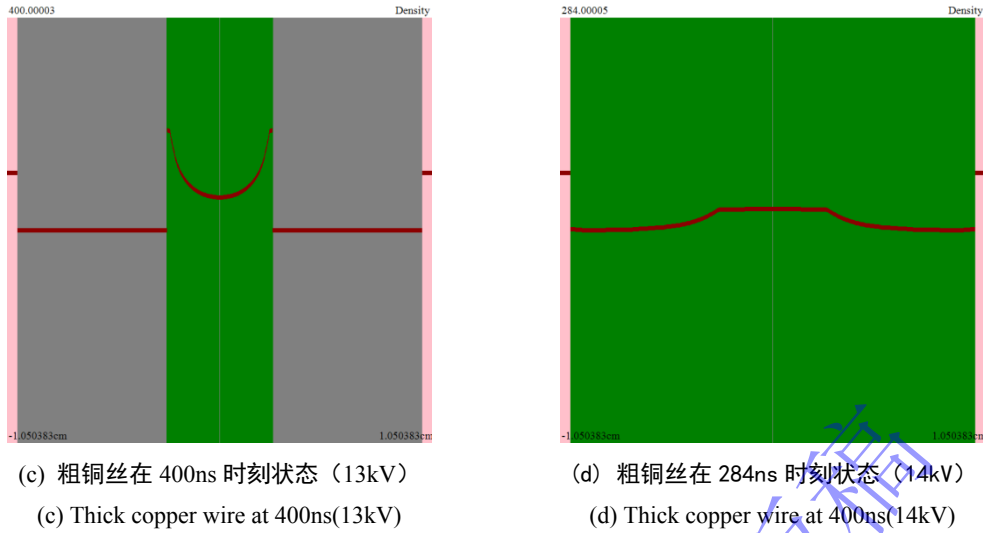 400.00003 Density
284.00005 Density
-1.050383cm 1.050383cm
-1.050383cm 1.050383cm
(c) 粗铜丝在 400ns 时刻状态（13kV）
(d) 粗铜丝在 284ns 时刻状态（14kV）
(c) Thick copper wire at 400ns(13kV)
(d) Thick copper wire at 400ns(14kV)
稿